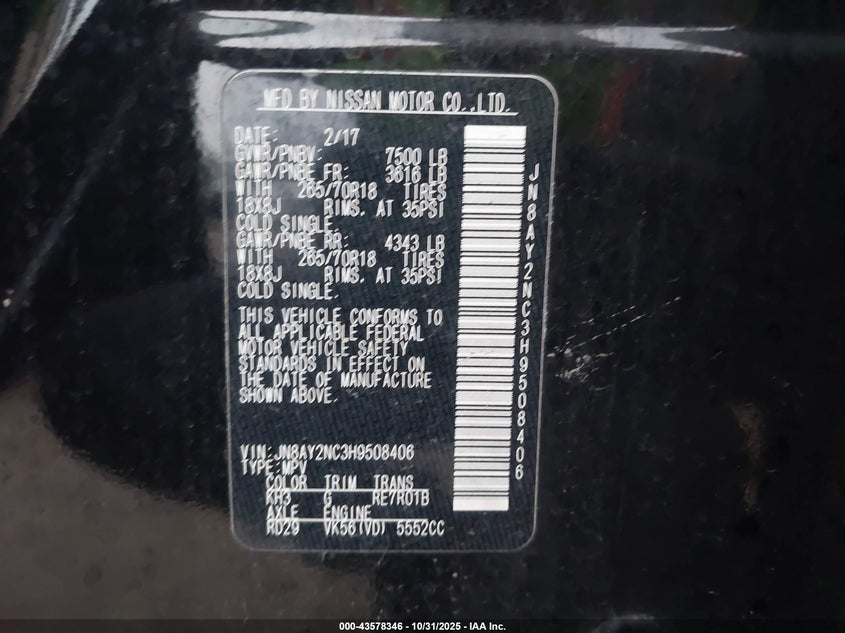 MFD BY NISSAN MOTOR CO.,LTD.
DATE: 2/17
GVWR/PNBV: 7500 LB
GAWR/PNBE FR: 3616 LB
WITH 265/70R18 TIRES
18X8J RIMS. AT 35PSI
COLD SINGLE.
GAWR/PNBE RR: 4343 LB
WITH 265/70R18 TIRES
18X8J RIMS. AT 35PSI
COLD SINGLE.
THIS VEHICLE CONFORMS TO
ALL APPLICABLE FEDERAL
MOTOR VEHICLE SAFETY
STANDARDS IN EFFECT ON
THE DATE OF MANUFACTURE
SHOWN ABOVE.
VIN:JN8AY2NC3H9508406
TYPE:MPV
COLOR TRIM TRANS
KH3 G RE7R01B
AXLE ENGINE
RD29 VK56(VD) 5552CC
JN8AY2NC3H9508406
000-43578346 - 10/31/2025 - IAA Inc.